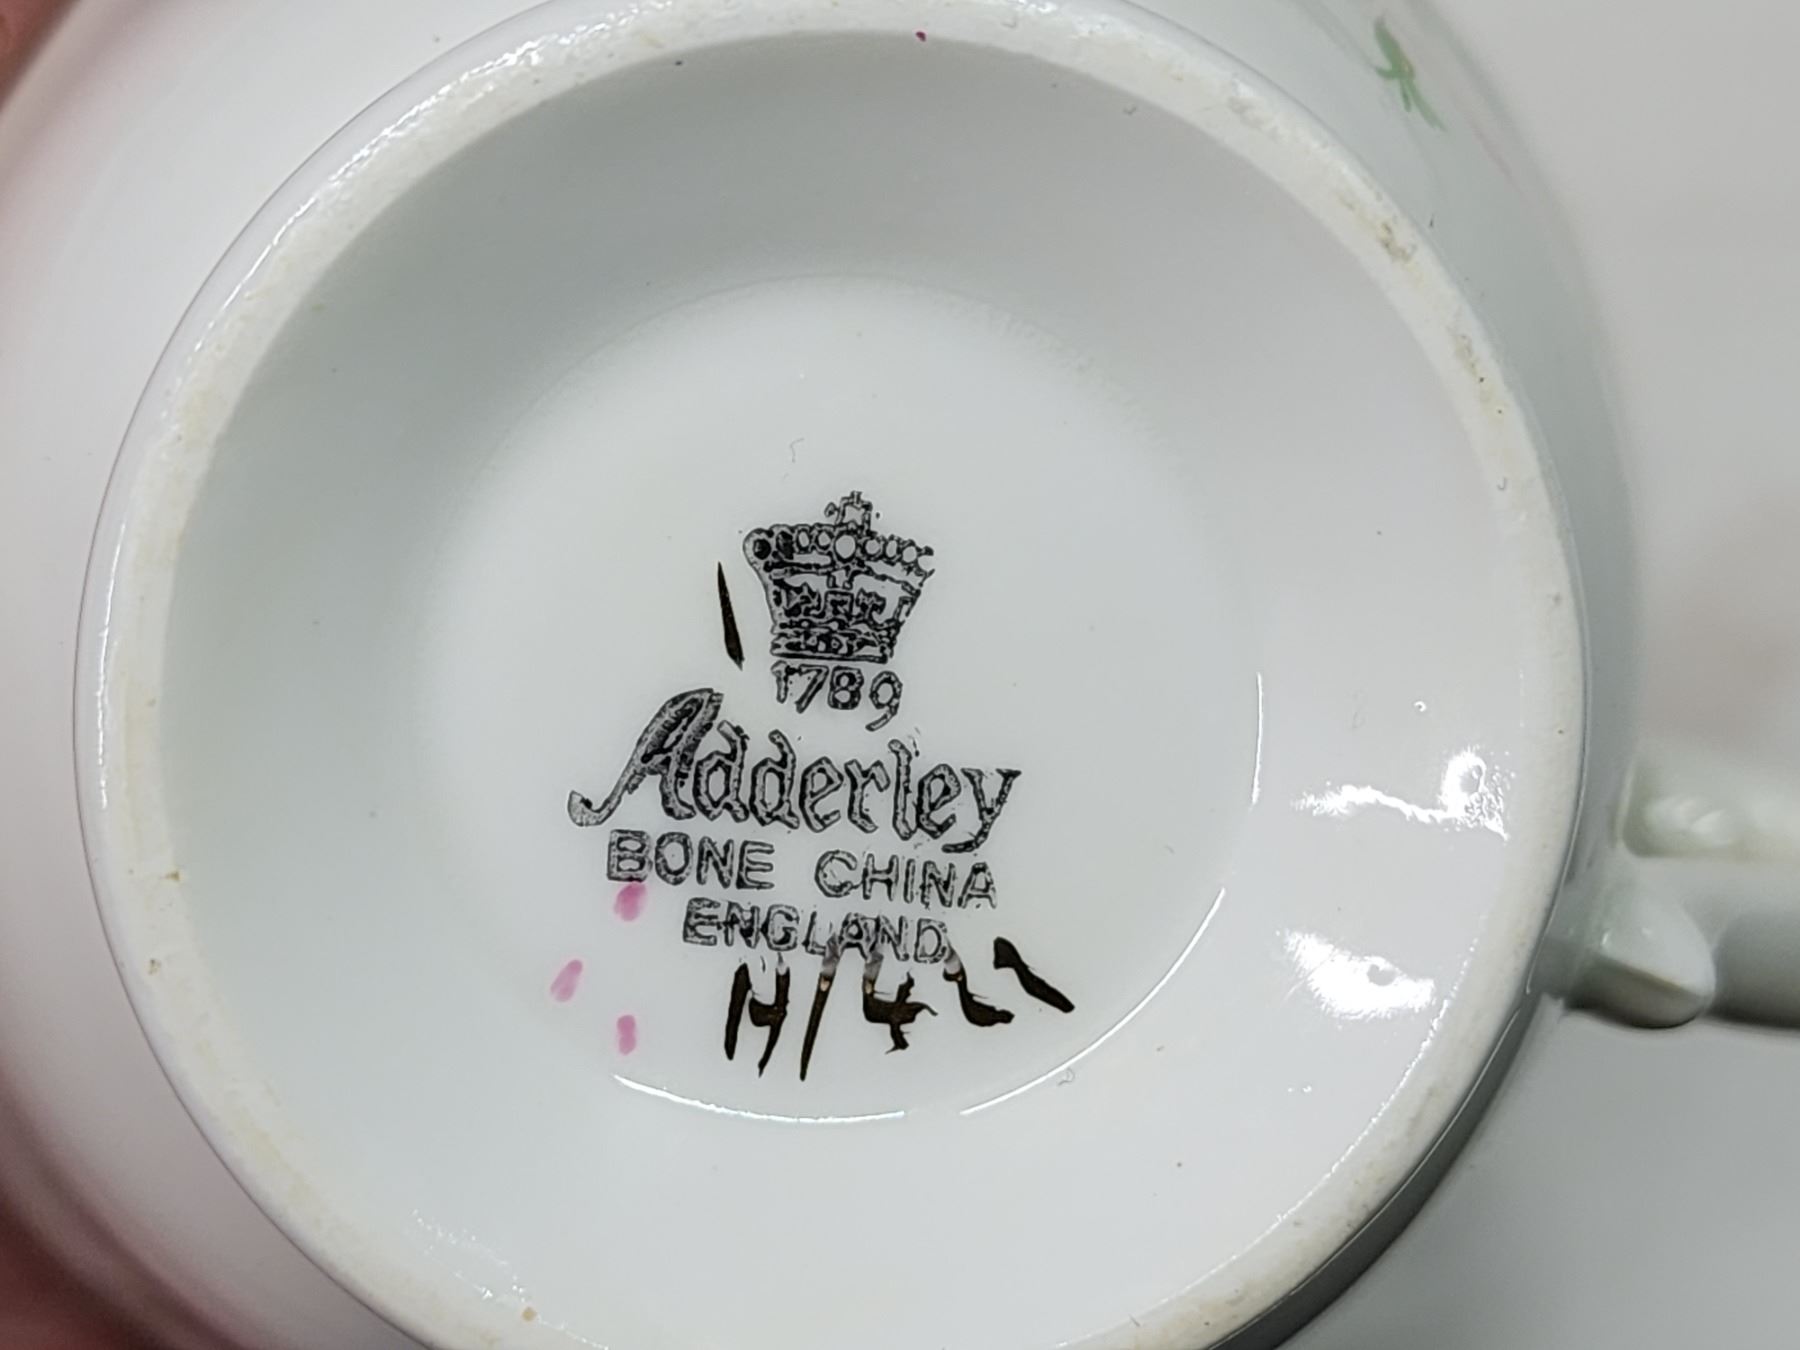 1789
Adderley
BONE CHINA
ENGLAND